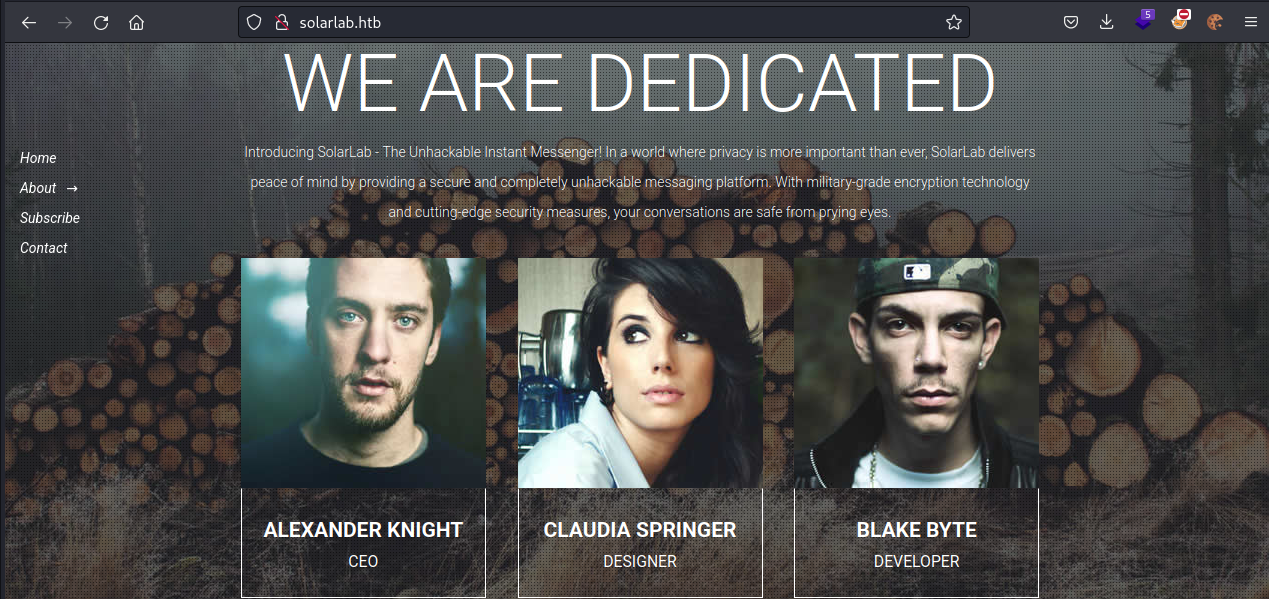 solarlab.htb
5
WE ARE DEDICATED
Home
About →
Subscribe
Contact
Introducing SolarLab - The Unhackable Instant Messenger! In a world where privacy is more important than ever, SolarLab delivers
peace of mind by providing a secure and completely unhackable messaging platform. With military-grade encryption technology
and cutting-edge security measures, your conversations are safe from prying eyes.
ALEXANDER KNIGHT
CEO
CLAUDIA SPRINGER
DESIGNER
BLAKE BYTE
DEVELOPER